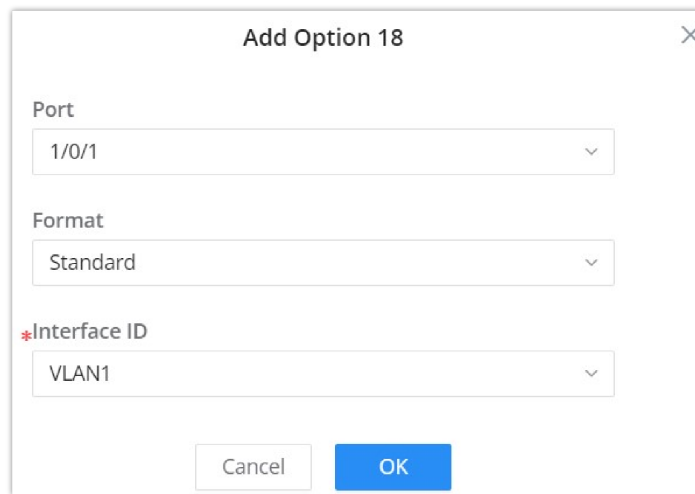 Add Option 18
Port
1/0/1
Format
Standard
*Interface ID
VLAN1
Cancel OK